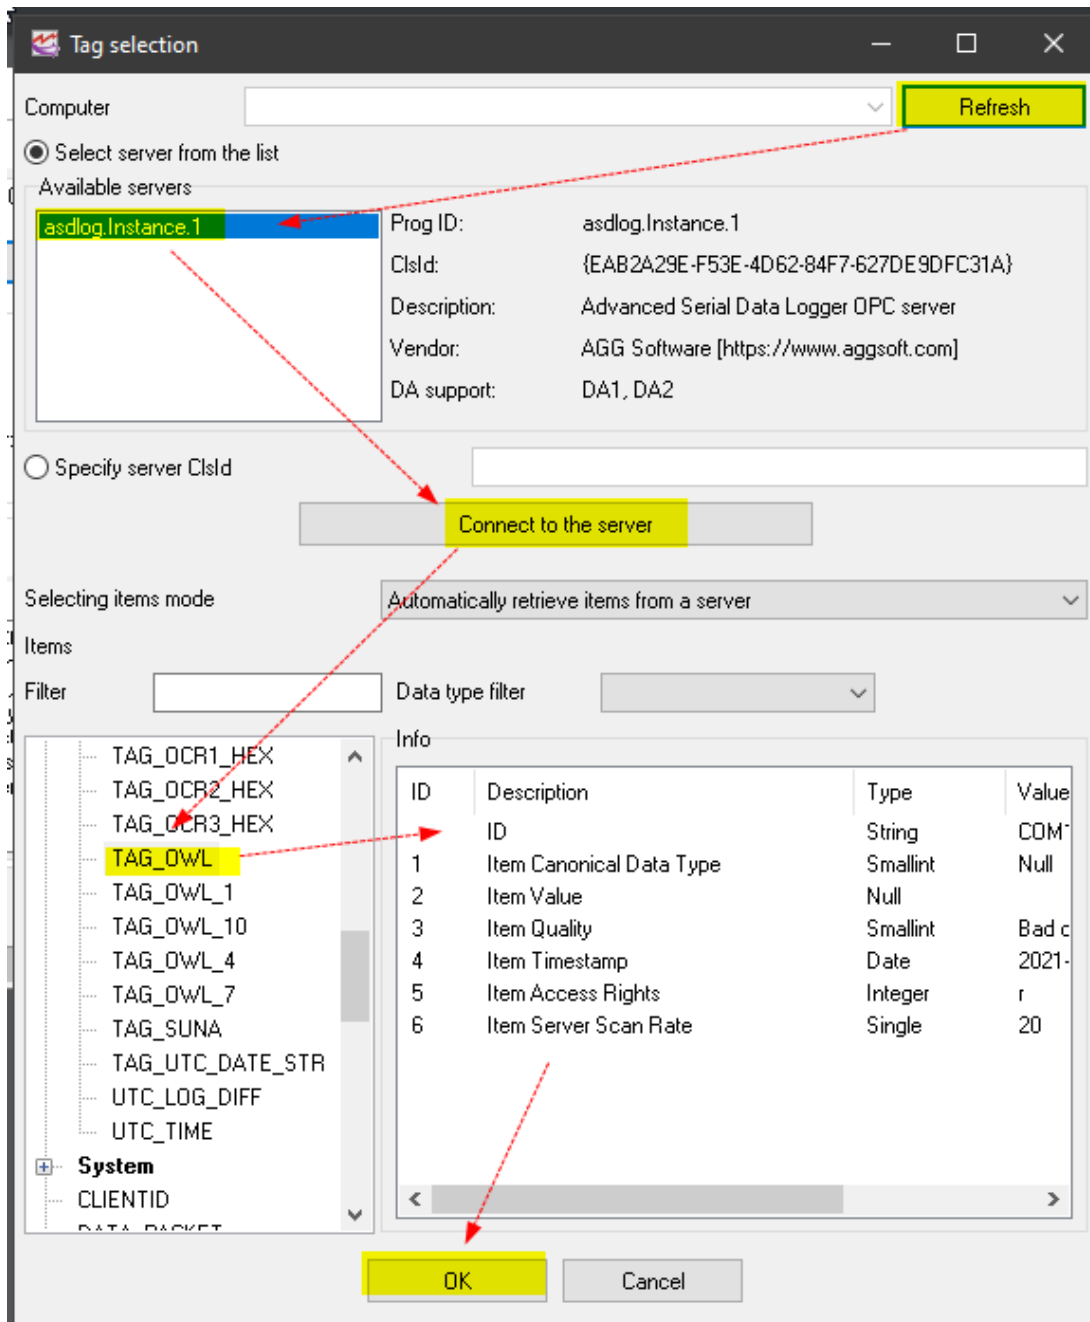 Tag selection
Computer
Refresh
Select server from the list
Available servers
asdlog.Instance.1
Prog ID: asdlog.Instance.1
ClsId: {EAB2A29E-F53E-4D62-84F7-627DE9DFC31A}
Description: Advanced Serial Data Logger OPC server
Vendor: AGG Software [https://www.aggsoft.com]
DA support: DA1, DA2
Specify server ClsId
Connect to the server
Selecting items mode Automatically retrieve items from a server
Items
Filter
Data type filter
TAG_OCR1_HEX
TAG_OCR2_HEX
TAG_OCR3_HEX
TAG_OWL
TAG_OWL_1
TAG_OWL_10
TAG_OWL_4
TAG_OWL_7
TAG_SUNA
TAG_UTC_DATE_STR
UTC_LOG_DIFF
UTC_TIME
System
CLIENTID
DATA_PACKET
Info
ID Description Type Value
ID String COM
1 Item Canonical Data Type Smallint Null
2 Item Value Null
3 Item Quality Smallint Bad
4 Item Timestamp Date 2021-
5 Item Access Rights Integer r
6 Item Server Scan Rate Single 20
OK
Cancel